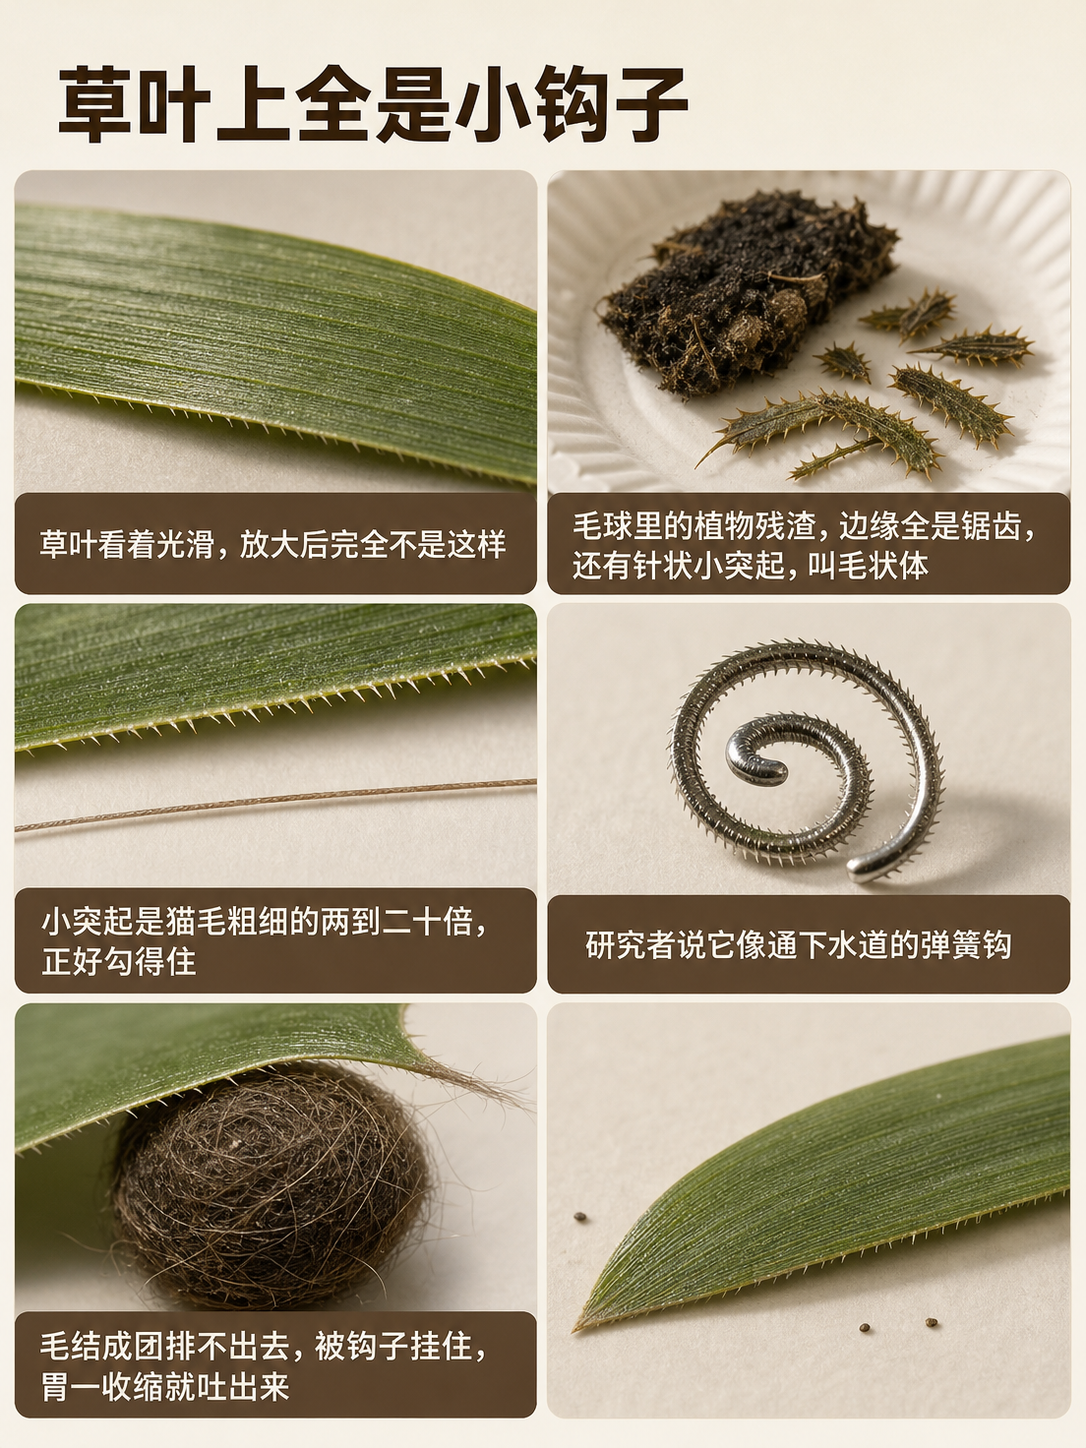 草叶上全是小钩子
草叶看着光滑，放大后完全不是这样
毛球里的植物残渣，边缘全是锯齿，
还有针状小突起，叫毛状体
小突起是猫毛粗细的两到二十倍，
正好勾得住
研究者说它像通下水道的弹簧钩
毛结成团排不出去，被钩子挂住，
胃一收缩就吐出来